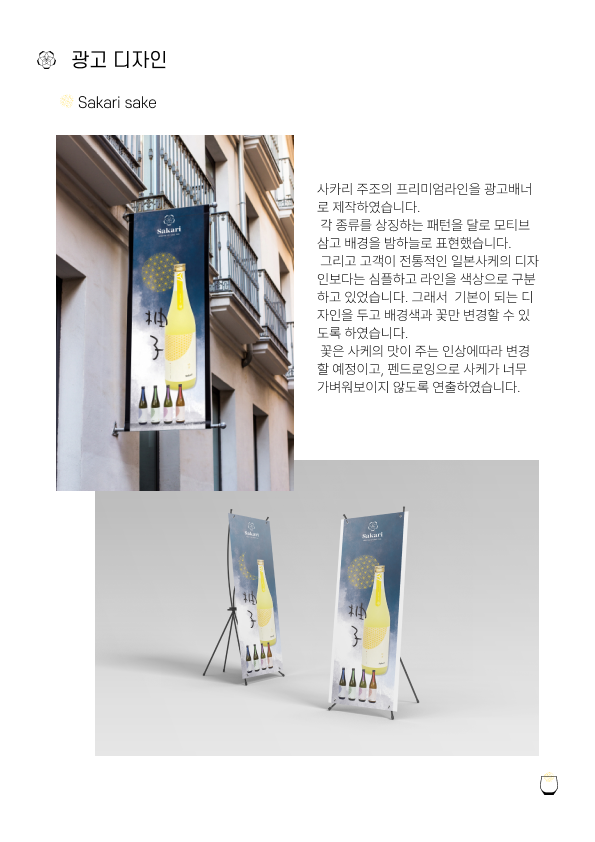 광고 디자인
Sakari sake
사카리 주조의 프리미엄라인을 광고배너
로 제작하였습니다.
각 종류를 상징하는 패턴을 달로 모티브
삼고 배경을 밤하늘로 표현했습니다.
그리고 고객이 전통적인 일본사케의 디자
인보다는 심플하고 라인을 색상으로 구분
하고 있었습니다. 그래서 기본이 되는 디
자인을 두고 배경색과 꽃만 변경할 수 있
도록 하였습니다.
꽃은 사케의 맛이 주는 인상에따라 변경
할 예정이고, 펜드로잉으로 사케가 너무
가벼워보이지 않도록 연출하였습니다.
Sakari
柚
子
Sakari
柚
子
Sakari
柚
子